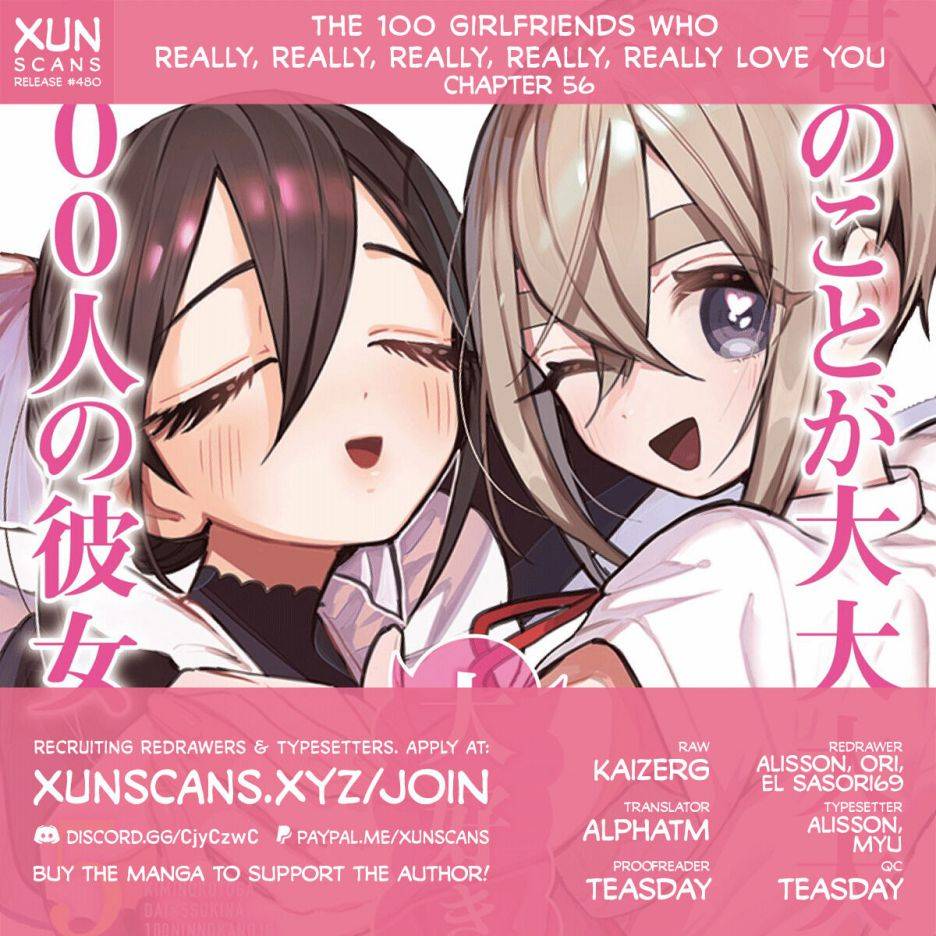 XUN
SCANS
RELEASE #480
THE 100 GIRLFRIENDS WHO
REALLY, REALLY, REALLY, REALLY, REALLY LOVE YOU
CHAPTER 56
君のことが大大大
00人の彼女
RECRUITING REDRAWERS & TYPESETTERS. APPLY AT:
XUNSCANS.XYZ/JOIN
DISCORD.GG/CjyCzwC PAYPAL.ME/XUNSCANS
BUY THE MANGA TO SUPPORT THE AUTHOR!
RAW
KAIZERG
TRANSLATOR
ALPHATM
PROOFREADER
TEASDAY
REDRAWER
ALISSON, ORI,
EL SASORI69
TYPESETTER
ALISSON,
MYU
QC
TEASDAY
5